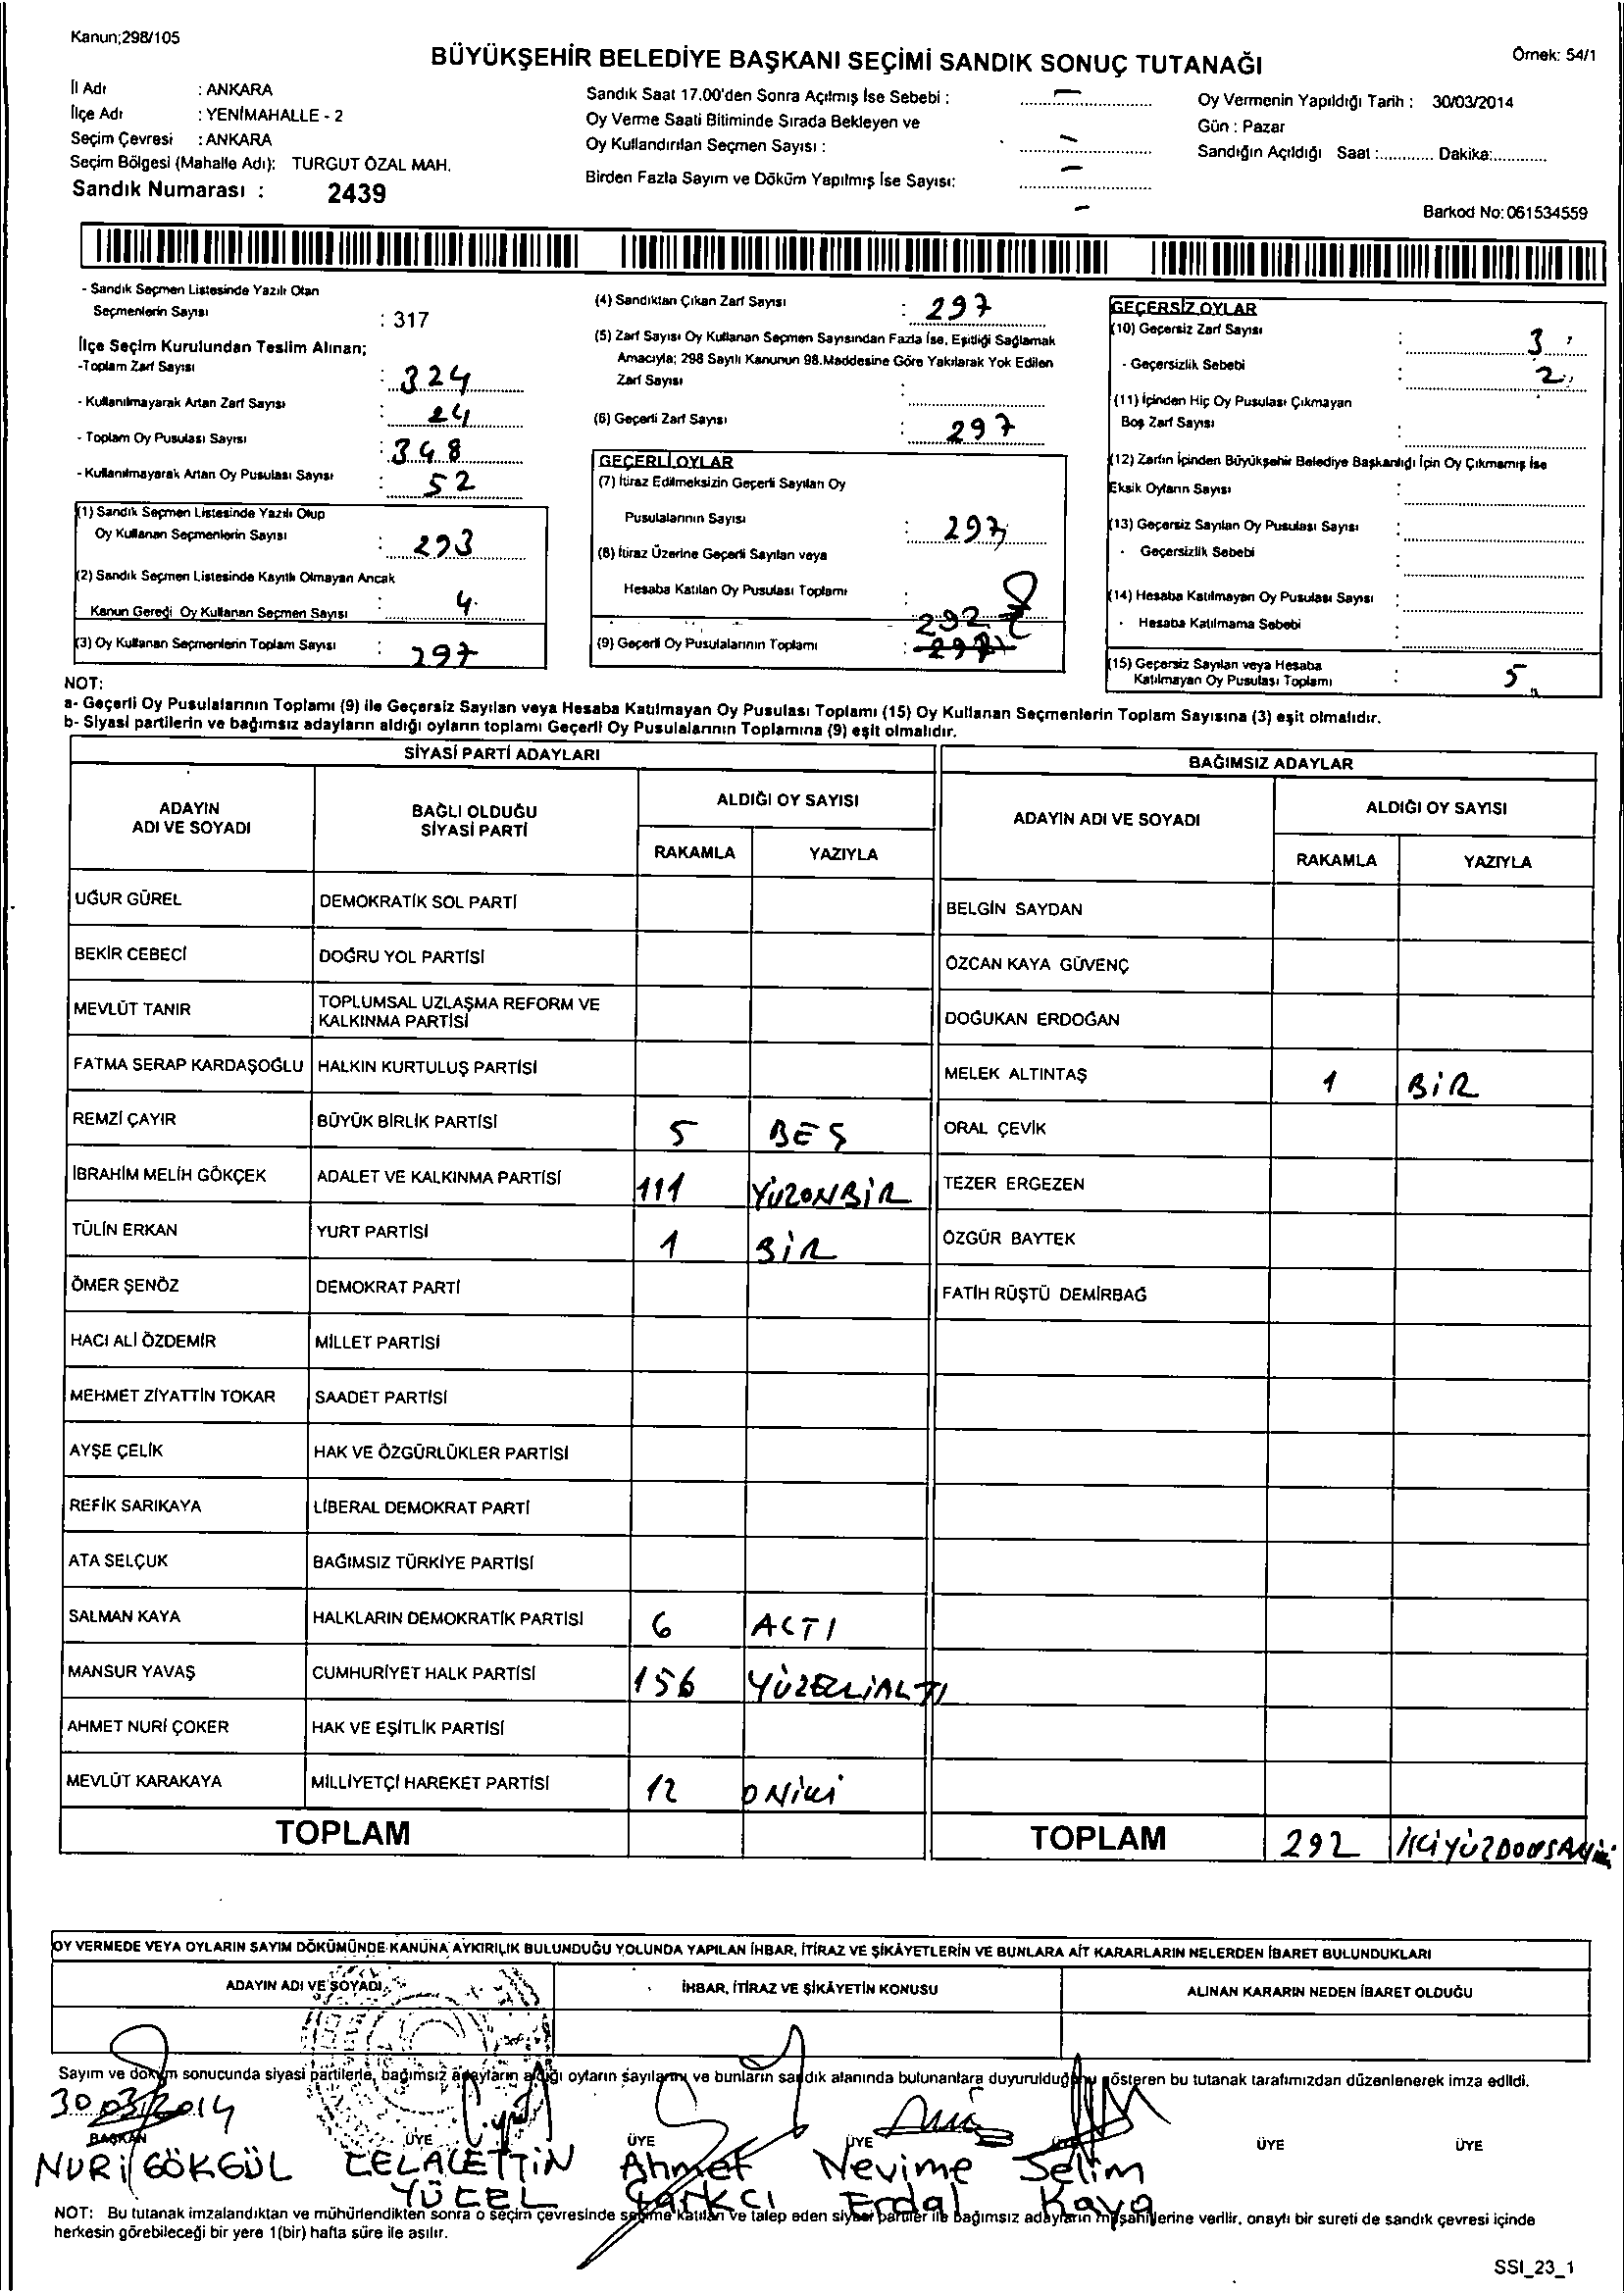 Kanun;298/105
BÜYÜKŞEHİR BELEDİYE BAŞKANI SEÇİMİ SANDIK SONUÇ TUTANAĞI
Örnek: 54/1
İl Adı : ANKARA
İlçe Adı : YENİMAHALLE - 2
Seçim Çevresi : ANKARA
Seçim Bölgesi (Mahalle Adı): TURGUT ÖZAL MAH.
Sandık Numarası : 2439
Sandık Saat 17.00'den Sonra Açılmış İse Sebebi : –
Oy Verme Saati Bitiminde Sırada Bekleyen ve
Oy Kullandırılan Seçmen Sayısı : –
Birden Fazla Sayım ve Döküm Yapılmış İse Sayısı: –
–
Oy Vermenin Yapıldığı Tarih : 30/03/2014
Gün : Pazar
Sandığın Açıldığı Saat :............ Dakika:............
Barkod No: 061534559
- Sandık Seçmen Listesinde Yazılı Olan
Seçmenlerin Sayısı : 317
İlçe Seçim Kurulundan Teslim Alınan;
-Toplam Zarf Sayısı : 324
- Kullanılmayarak Artan Zarf Sayısı : 24
- Toplam Oy Pusulası Sayısı : 348
- Kullanılmayarak Artan Oy Pusulası Sayısı : 52
(1) Sandık Seçmen Listesinde Yazılı Olup
Oy Kullanan Seçmenlerin Sayısı : 293
(2) Sandık Seçmen Listesinde Kayıtlı Olmayan Ancak
Kanun Gereği Oy Kullanan Seçmen Sayısı : 4
(3) Oy Kullanan Seçmenlerin Toplam Sayısı : 297
(4) Sandıktan Çıkan Zarf Sayısı : 297
(5) Zarf Sayısı Oy Kullanan Seçmen Sayısından Fazla İse, Eşitliği Sağlamak
Amacıyla; 298 Sayılı Kanunun 98.Maddesine Göre Yakılarak Yok Edilen
Zarf Sayısı :
(6) Geçerli Zarf Sayısı : 297
GEÇERLİ OYLAR
(7) İtiraz Edilmeksizin Geçerli Sayılan Oy
Pusulalarının Sayısı : 297
(8) İtiraz Üzerine Geçerli Sayılan veya
Hesaba Katılan Oy Pusulası Toplamı :
292
(9) Geçerli Oy Pusulalarının Toplamı : 297
GEÇERSİZ OYLAR
(10) Geçersiz Zarf Sayısı : 3
- Geçersizlik Sebebi : 2
(11) İçinden Hiç Oy Pusulası Çıkmayan
Boş Zarf Sayısı :
(12) Zarfın İçinden Büyükşehir Belediye Başkanlığı İçin Oy Çıkmamış İse
Eksik Oyların Sayısı :
(13) Geçersiz Sayılan Oy Pusulası Sayısı :
- Geçersizlik Sebebi :
(14) Hesaba Katılmayan Oy Pusulası Sayısı :
- Hesaba Katılmama Sebebi :
(15) Geçersiz Sayılan veya Hesaba
Katılmayan Oy Pusulası Toplamı : 5
NOT:
a- Geçerli Oy Pusulalarının Toplamı (9) ile Geçersiz Sayılan veya Hesaba Katılmayan Oy Pusulası Toplamı (15) Oy Kullanan Seçmenlerin Toplam Sayısına (3) eşit olmalıdır.
b- Siyasi partilerin ve bağımsız adayların aldığı oyların toplamı Geçerli Oy Pusulalarının Toplamına (9) eşit olmalıdır.
SİYASİ PARTİ ADAYLARI
ADAYIN ADI VE SOYADI
BAĞLI OLDUĞU SİYASİ PARTİ
ALDIĞI OY SAYISI
RAKAMLA YAZIYLA
UĞUR GÜREL DEMOKRATİK SOL PARTİ
BEKİR CEBECİ DOĞRU YOL PARTİSİ
MEVLÜT TANIR TOPLUMSAL UZLAŞMA REFORM VE KALKINMA PARTİSİ
FATMA SERAP KARDAŞOĞLU HALKIN KURTULUŞ PARTİSİ
REMZİ ÇAYIR BÜYÜK BİRLİK PARTİSİ 5 BEŞ
İBRAHİM MELİH GÖKÇEK ADALET VE KALKINMA PARTİSİ 111 YÜZONBİR
TÜLİN ERKAN YURT PARTİSİ 1 BİR
ÖMER ŞENÖZ DEMOKRAT PARTİ
HACI ALİ ÖZDEMİR MİLLET PARTİSİ
MEHMET ZİYATTİN TOKAR SAADET PARTİSİ
AYŞE ÇELİK HAK VE ÖZGÜRLÜKLER PARTİSİ
REFİK SARIKAYA LİBERAL DEMOKRAT PARTİ
ATA SELÇUK BAĞIMSIZ TÜRKİYE PARTİSİ
SALMAN KAYA HALKLARIN DEMOKRATİK PARTİSİ 6 ALTI
MANSUR YAVAŞ CUMHURİYET HALK PARTİSİ 156 YÜZELLİALTI
AHMET NURİ ÇOKER HAK VE EŞİTLİK PARTİSİ
MEVLÜT KARAKAYA MİLLİYETÇİ HAREKET PARTİSİ 12 ONİKİ
TOPLAM
BAĞIMSIZ ADAYLAR
ADAYIN ADI VE SOYADI
ALDIĞI OY SAYISI
RAKAMLA YAZIYLA
BELGİN SAYDAN
ÖZCAN KAYA GÜVENÇ
DOĞUKAN ERDOĞAN
MELEK ALTINTAŞ 1 BİR
ORAL ÇEVİK
TEZER ERGEZEN
ÖZGÜR BAYTEK
FATİH RÜŞTÜ DEMİRBAĞ
TOPLAM 292 İKİYÜZDOKSANİKİ
OY VERMEDE VEYA OYLARIN SAYIM DÖKÜMÜNDE KANUNA AYKIRILIK BULUNDUĞU YOLUNDA YAPILAN İHBAR, İTİRAZ VE ŞİKÂYETLERİN VE BUNLARA AİT KARARLARIN NELERDEN İBARET BULUNDUKLARI
ADAYIN ADI VE SOYADI
İHBAR, İTİRAZ VE ŞİKÂYETİN KONUSU
ALINAN KARARIN NEDEN İBARET OLDUĞU
Sayım ve döküm sonucunda siyasi partilerle, bağımsız adayların aldığı oyların sayılarını ve bunların sandık alanında bulunanlara duyurulduğunu gösteren bu tutanak tarafımızdan düzenlenerek imza edildi.
30.03.2014
BAŞKAN ÜYE ÜYE ÜYE ÜYE ÜYE ÜYE
NURİ GÖKGÜL
CELALETTİN YÜCEL
Ahmet Şarkcı
Nevime Erdal
Selim Kaya
NOT: Bu tutanak imzalandıktan ve mühürlendikten sonra o seçim çevresinde seçime katılan ve talep eden siyasi partiler ile bağımsız adayların müşahitlerine verilir, onaylı bir sureti de sandık çevresi içinde
herkesin görebileceği bir yere 1(bir) hafta süre ile asılır.
SSI_23_1